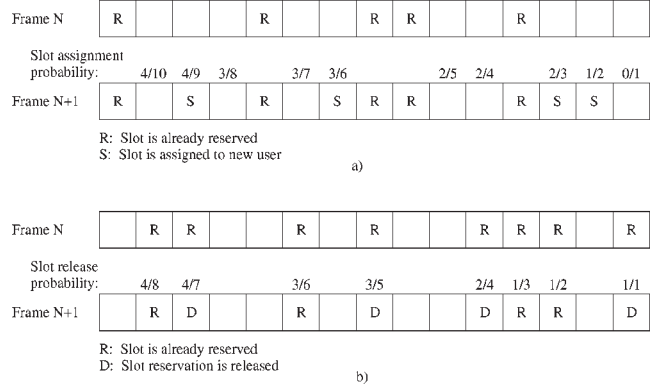 Frame N R R R R R
Slot assignment
probability: 4/10 4/9 3/8 3/7 3/6 2/5 2/4 2/3 1/2 0/1
Frame N+1 R S R S R R R S S
R: Slot is already reserved
S: Slot is assigned to new user
a)
Frame N R R R R R R R R
Slot release
probability: 4/8 4/7 3/6 3/5 2/4 1/3 1/2 1/1
Frame N+1 R D R D D R R D
R: Slot is already reserved
D: Slot reservation is released
b)